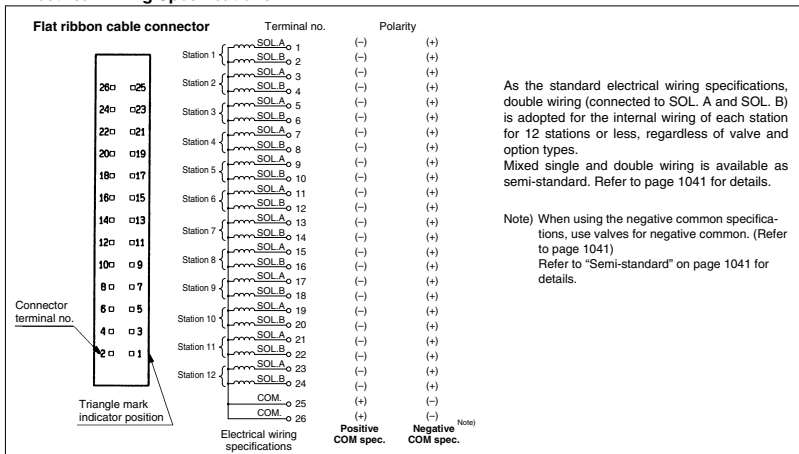 Flat ribbon cable connector
26 25
24 23
22 21
20 19
18 17
16 15
14 13
12 11
10 9
8 7
6 5
4 3
2 1
Connector
terminal no.
Triangle mark
indicator position
Terminal no. Polarity
Station 1 SOL.A 1 (–) (+)
SOL.B 2 (–) (+)
Station 2 SOL.A 3 (–) (+)
SOL.B 4 (–) (+)
Station 3 SOL.A 5 (–) (+)
SOL.B 6 (–) (+)
Station 4 SOL.A 7 (–) (+)
SOL.B 8 (–) (+)
Station 5 SOL.A 9 (–) (+)
SOL.B 10 (–) (+)
Station 6 SOL.A 11 (–) (+)
SOL.B 12 (–) (+)
Station 7 SOL.A 13 (–) (+)
SOL.B 14 (–) (+)
Station 8 SOL.A 15 (–) (+)
SOL.B 16 (–) (+)
Station 9 SOL.A 17 (–) (+)
SOL.B 18 (–) (+)
Station 10 SOL.A 19 (–) (+)
SOL.B 20 (–) (+)
Station 11 SOL.A 21 (–) (+)
SOL.B 22 (–) (+)
Station 12 SOL.A 23 (–) (+)
SOL.B 24 (–) (+)
COM. 25 (+) (–)
COM. 26 (+) (–)
Electrical wiring
specifications
Positive
COM spec.
Negative Note)
COM spec.
As the standard electrical wiring specifications,
double wiring (connected to SOL. A and SOL. B)
is adopted for the internal wiring of each station
for 12 stations or less, regardless of valve and
option types.
Mixed single and double wiring is available as
semi-standard. Refer to page 1041 for details.
Note) When using the negative common specifica-
tions, use valves for negative common. (Refer
to page 1041)
Refer to “Semi-standard” on page 1041 for
details.